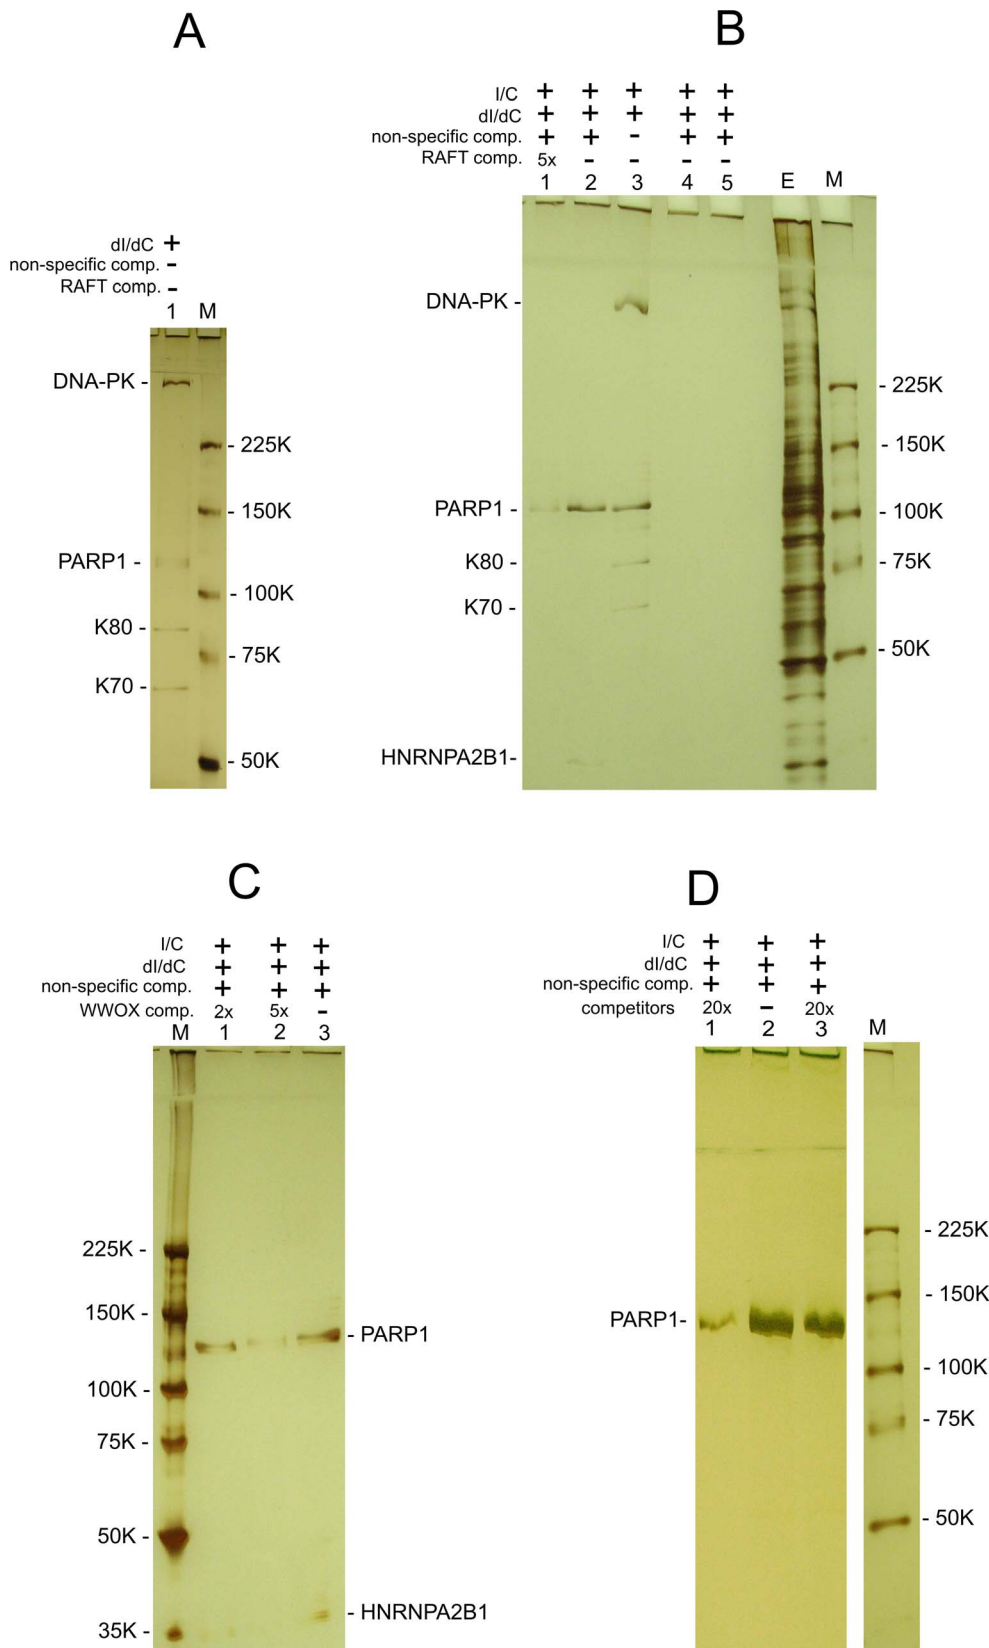 A
dI/dC +
non-specific comp. -
RAFT comp. -
1 M
DNA-PK -
- 225K
- 150K
PARP1 -
- 100K
K80 -
- 75K
K70 -
- 50K
B
I/C + + + + +
dI/dC + + + + +
non-specific comp. + + - + +
RAFT comp. 5x - - - -
1 2 3 4 5 E M
DNA-PK -
- 225K
- 150K
PARP1 -
- 100K
K80 -
- 75K
K70 -
- 50K
HNRNPA2B1-
C
I/C + + +
dI/dC + + +
non-specific comp. + + +
WWOX comp. 2x 5x -
M 1 2 3
225K -
150K -
- PARP1
100K -
75K -
50K -
- HNRNPA2B1
35K -
D
I/C + + +
dI/dC + + +
non-specific comp. + + +
competitors 20x - 20x
1 2 3 M
- 225K
- 150K
PARP1-
- 100K
- 75K
- 50K